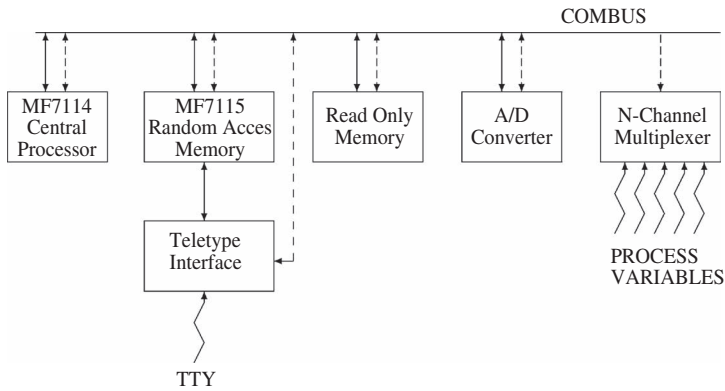 COMBUS
MF7114
Central
Processor
MF7115
Random Acces
Memory
Read Only
Memory
A/D
Converter
N-Channel
Multiplexer
Teletype
Interface
PROCESS
VARIABLES
TTY